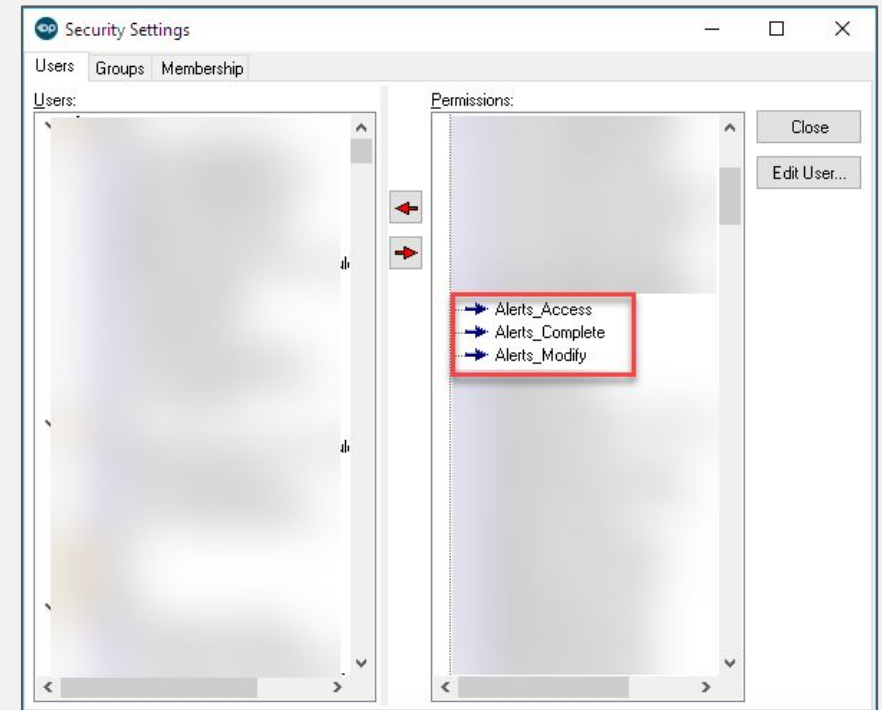 Security Settings
Users Groups Membership
Users:
Permissions:
Close
Edit User...
Alerts_Access
Alerts_Complete
Alerts_Modify